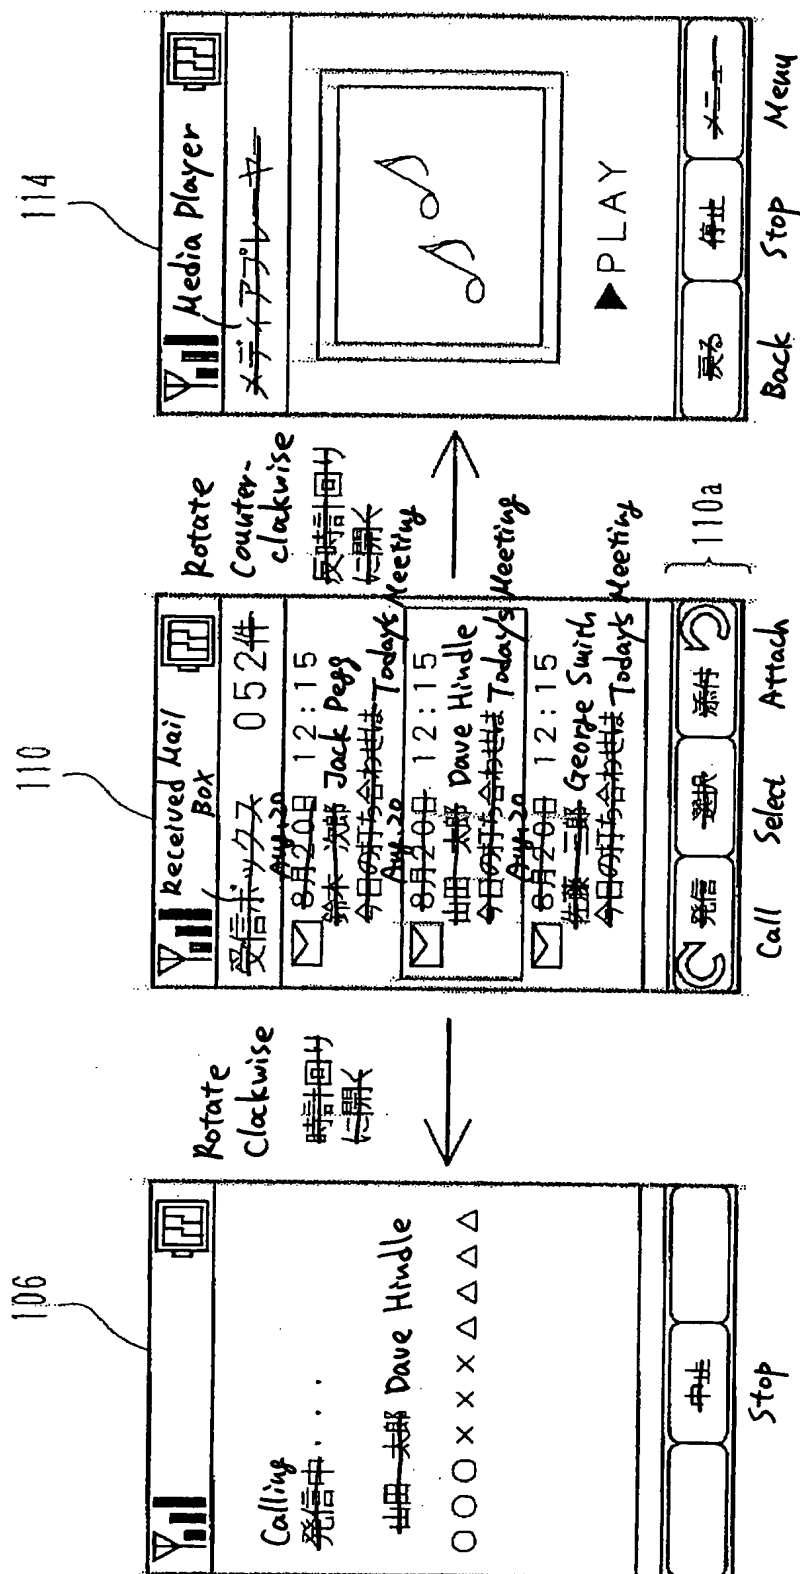 106
Calling
発信中・・・
山田 太郎 Dave Hindle
○○○×××△△△△
中止
Stop
Rotate
Clockwise
時計回り
に開く
110
Received Mail
BOX
受信ボックス 052件
Aug.20
8月20日 12:15
鈴木 次郎 Jack Pegg
今日の打ち合わせは Today's Meeting
Aug.20
8月20日 12:15
山田 太郎 Dave Hindle
今日の打ち合わせは Today's Meeting
Aug.20
8月20日 12:15
佐藤 三郎 George Smith
今日の打ち合わせは Today's Meeting
発信 選択 添付
Call Select Attach
110a
Rotate
Counter-
clockwise
反時計回り
に開く
114
Media Player
メディアプレーヤー
▶PLAY
戻る 停止 メニュー
Back Stop Menu